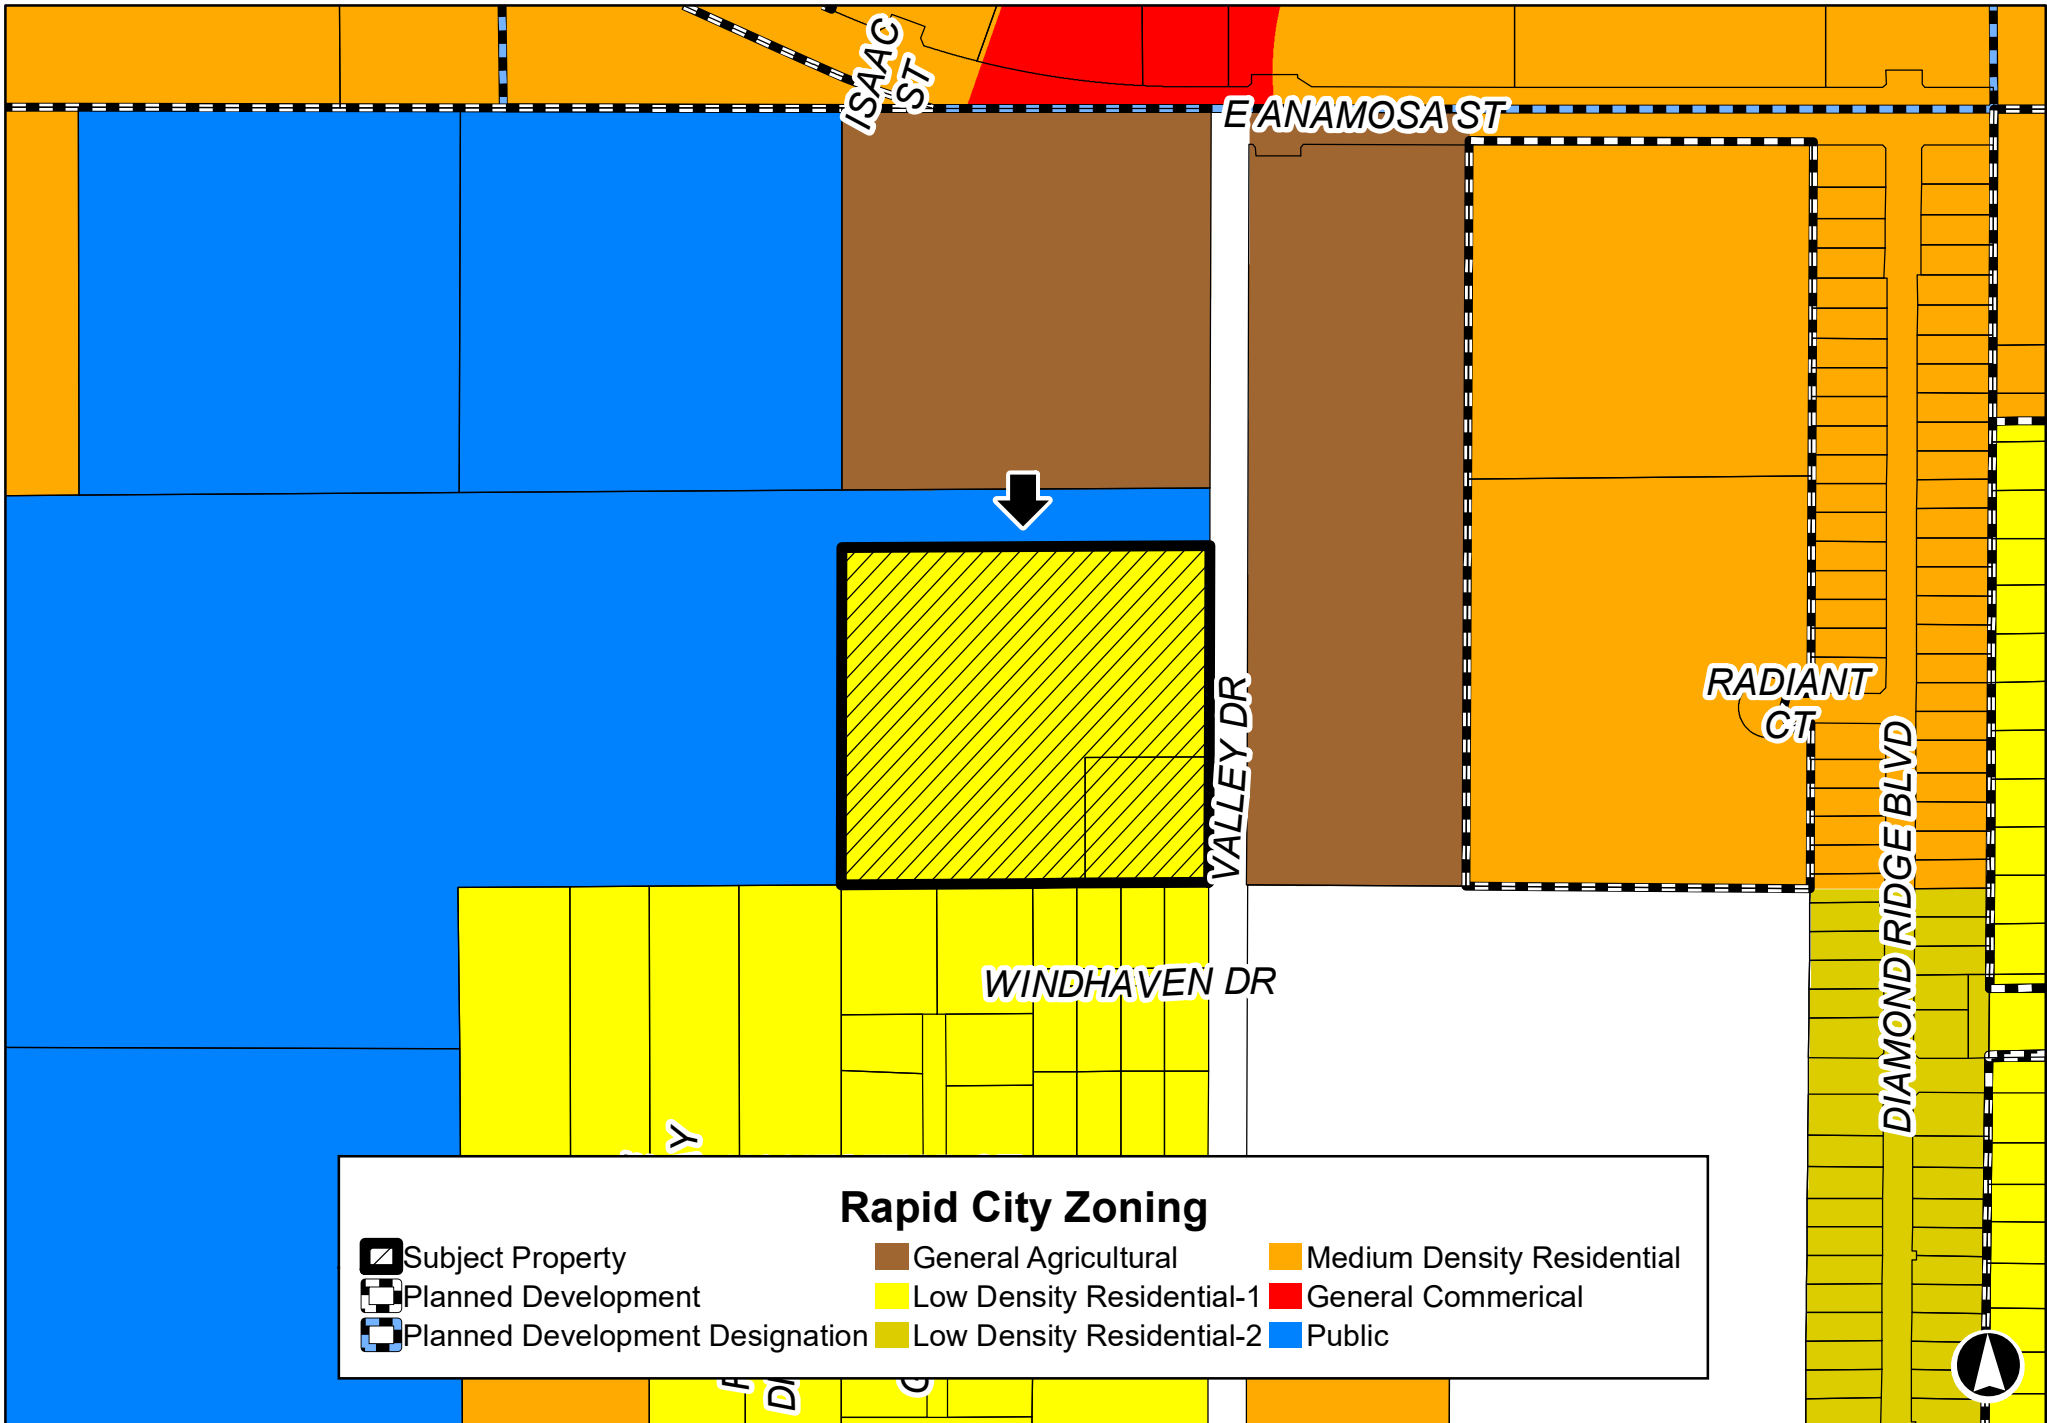 ISAAC
ST
E ANAMOSA ST
RADIANT
CT
VALLEY DR
DIAMOND RIDGE BLVD
WINDHAVEN DR
Rapid City Zoning
Subject Property
General Agricultural
Medium Density Residential
Planned Development
Low Density Residential-1
General Commerical
Planned Development Designation
Low Density Residential-2
Public